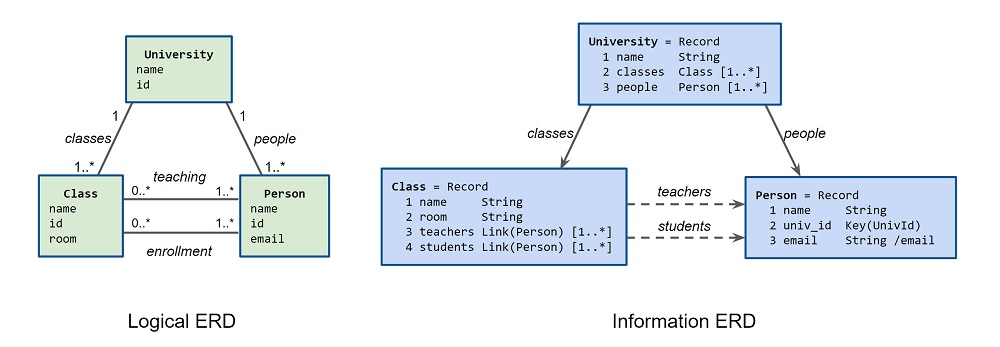 University
name
id
1
1
classes
people
1..*
1..*
Class
name
id
room
teaching
0..*
1..*
0..*
1..*
enrollment
Person
name
id
email
Logical ERD
University = Record
1 name String
2 classes Class [1..*]
3 people Person [1..*]
classes
people
Class = Record
1 name String
2 room String
3 teachers Link(Person) [1..*]
4 students Link(Person) [1..*]
teachers
students
Person = Record
1 name String
2 univ_id Key(UnivId)
3 email String /email
Information ERD